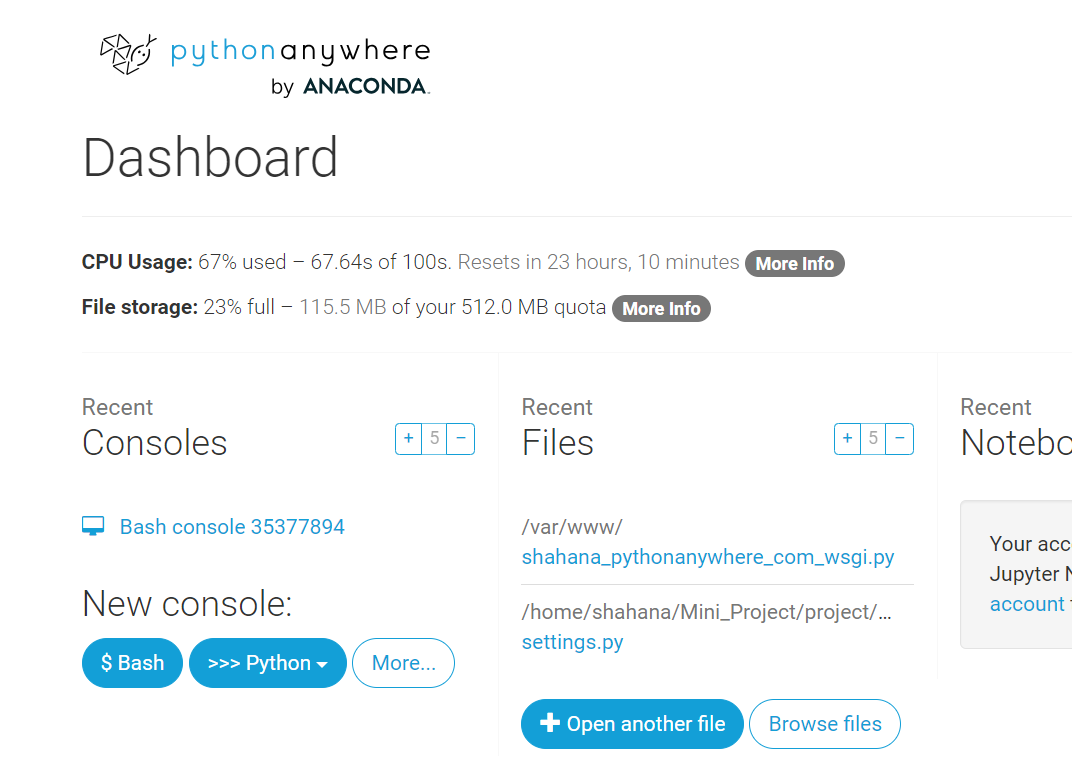 pythonanywhere
by ANACONDA.
Dashboard
CPU Usage: 67% used – 67.64s of 100s. Resets in 23 hours, 10 minutes More Info
File storage: 23% full – 115.5 MB of your 512.0 MB quota More Info
Recent
Consoles
+ 5 −
Bash console 35377894
New console:
$ Bash
>>> Python
More...
Recent
Files
+ 5 −
/var/www/
shahana_pythonanywhere_com_wsgi.py
/home/shahana/Mini_Project/project/...
settings.py
Open another file
Browse files
Recent
Notebo
Your acc
Jupyter N
account